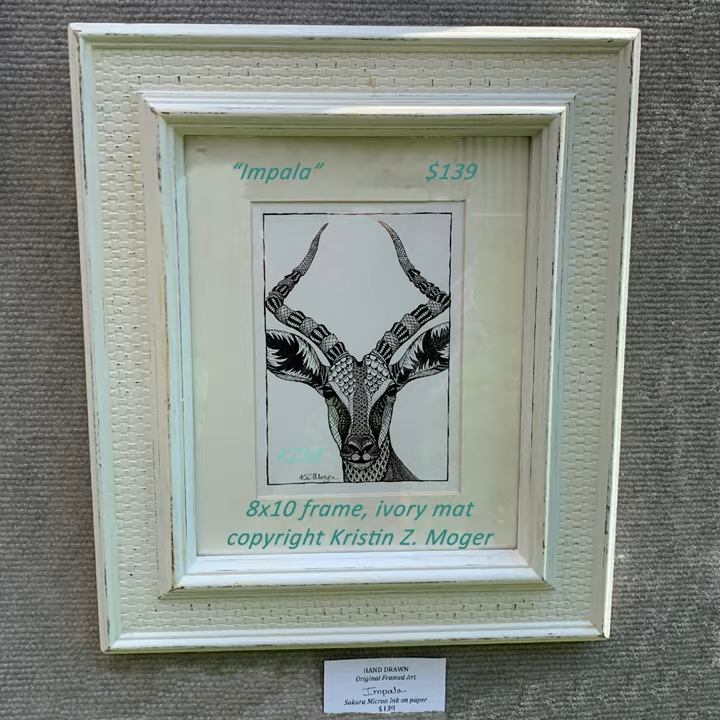 “Impala” $139
KZM
KZMoger
8x10 frame, ivory mat
copyright Kristin Z. Moger
HAND DRAWN
Original Framed Art
Impala
Sakura Micron ink on paper
$139